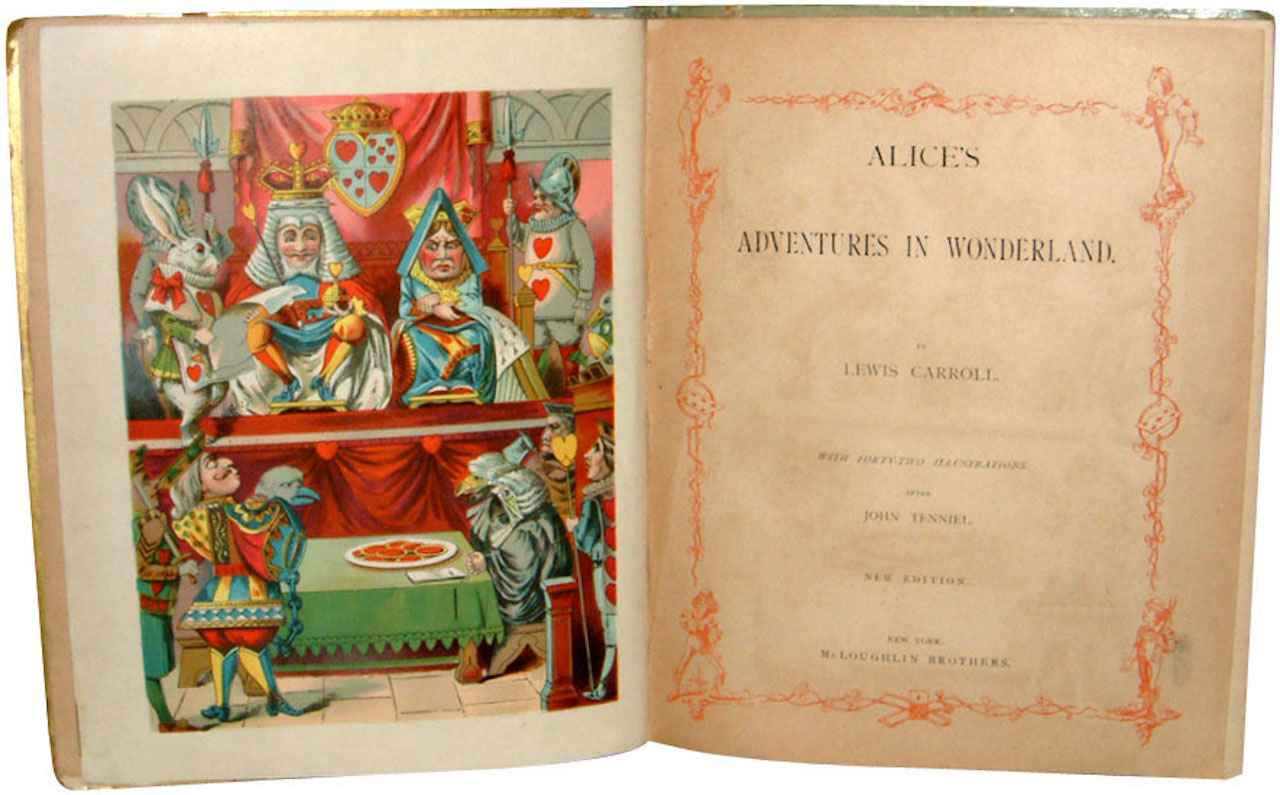 ALICE'S
ADVENTURES IN WONDERLAND.
BY
LEWIS CARROLL.
WITH FORTY-TWO ILLUSTRATIONS
AFTER
JOHN TENNIEL.
NEW EDITION.
NEW YORK:
McLOUGHLIN BROTHERS.